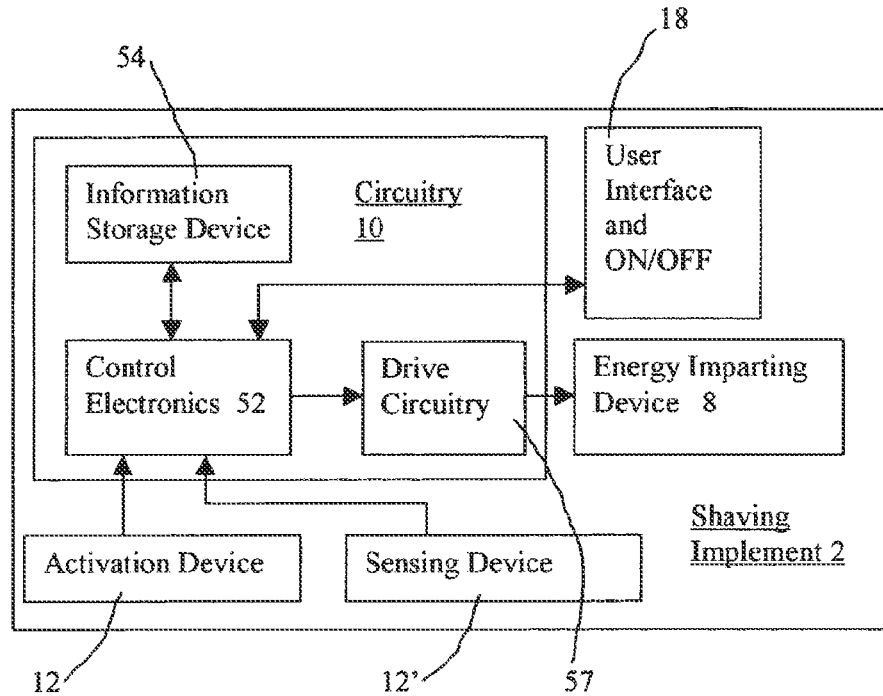 54
18
Information
Storage Device
Circuitry
10
User
Interface
and
ON/OFF
Control
Electronics 52
Drive
Circuitry
Energy Imparting
Device 8
Shaving
Implement 2
Activation Device
Sensing Device
12
12'
57